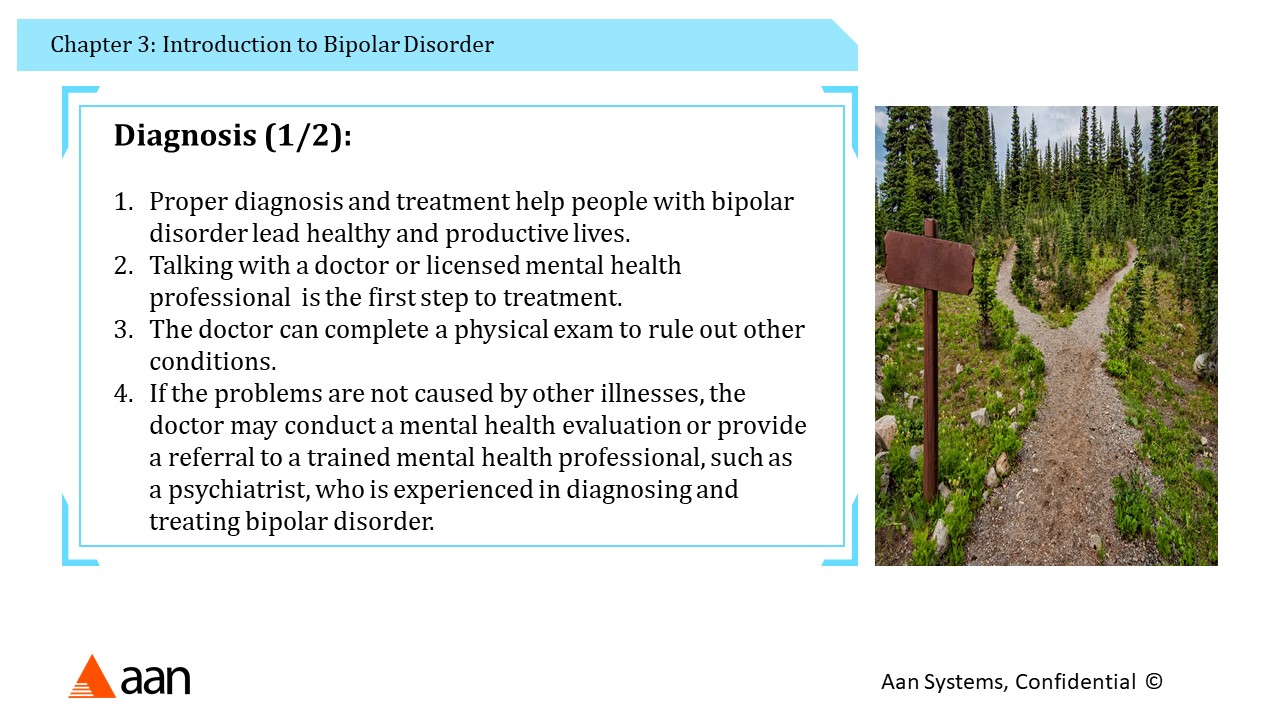 Chapter 3: Introduction to Bipolar Disorder
Diagnosis (1/2):
1. Proper diagnosis and treatment help people with bipolar
disorder lead healthy and productive lives.
2. Talking with a doctor or licensed mental health
professional is the first step to treatment.
3. The doctor can complete a physical exam to rule out other
conditions.
4. If the problems are not caused by other illnesses, the
doctor may conduct a mental health evaluation or provide
a referral to a trained mental health professional, such as
a psychiatrist, who is experienced in diagnosing and
treating bipolar disorder.
aan
Aan Systems, Confidential ©